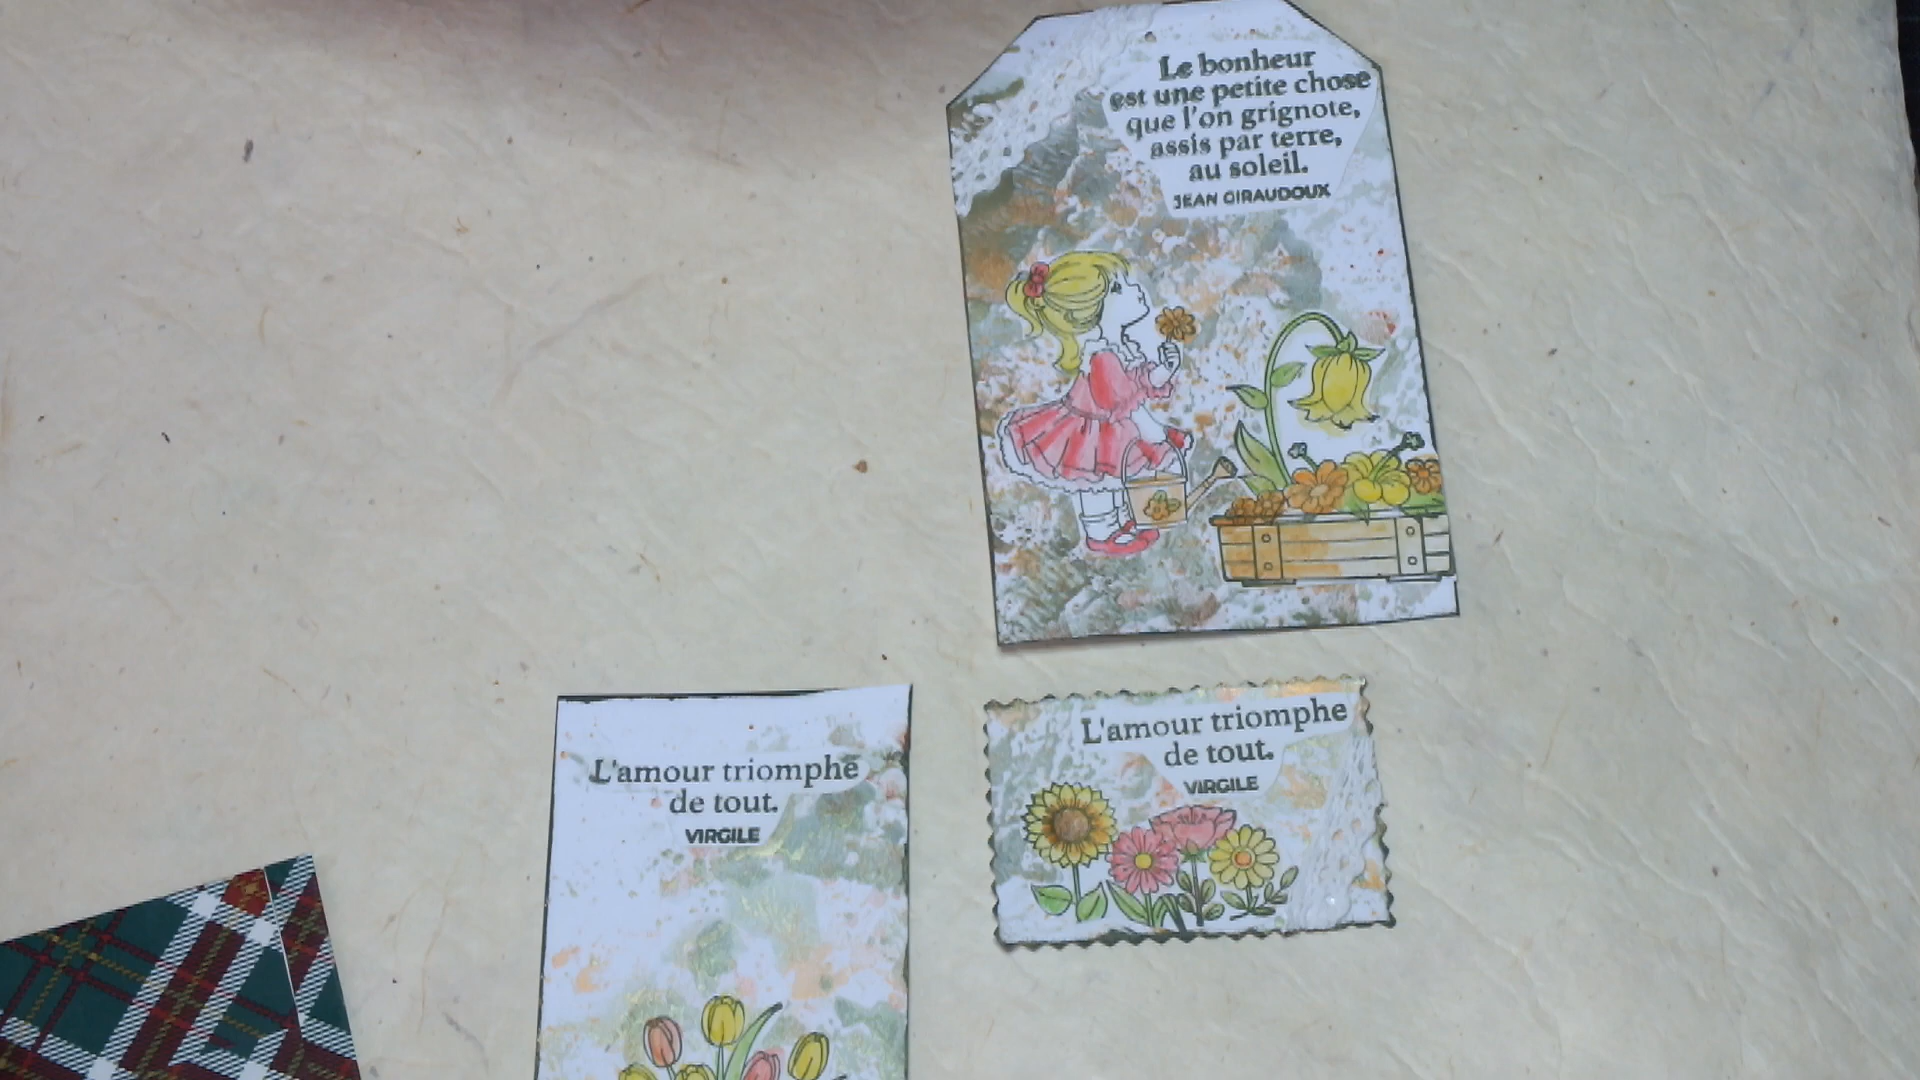 Le bonheur
est une petite chose
que l'on grignote,
assis par terre,
au soleil.
JEAN GIRAUDOUX
L'amour triomphe
de tout.
VIRGILE
L'amour triomphe
de tout.
VIRGILE